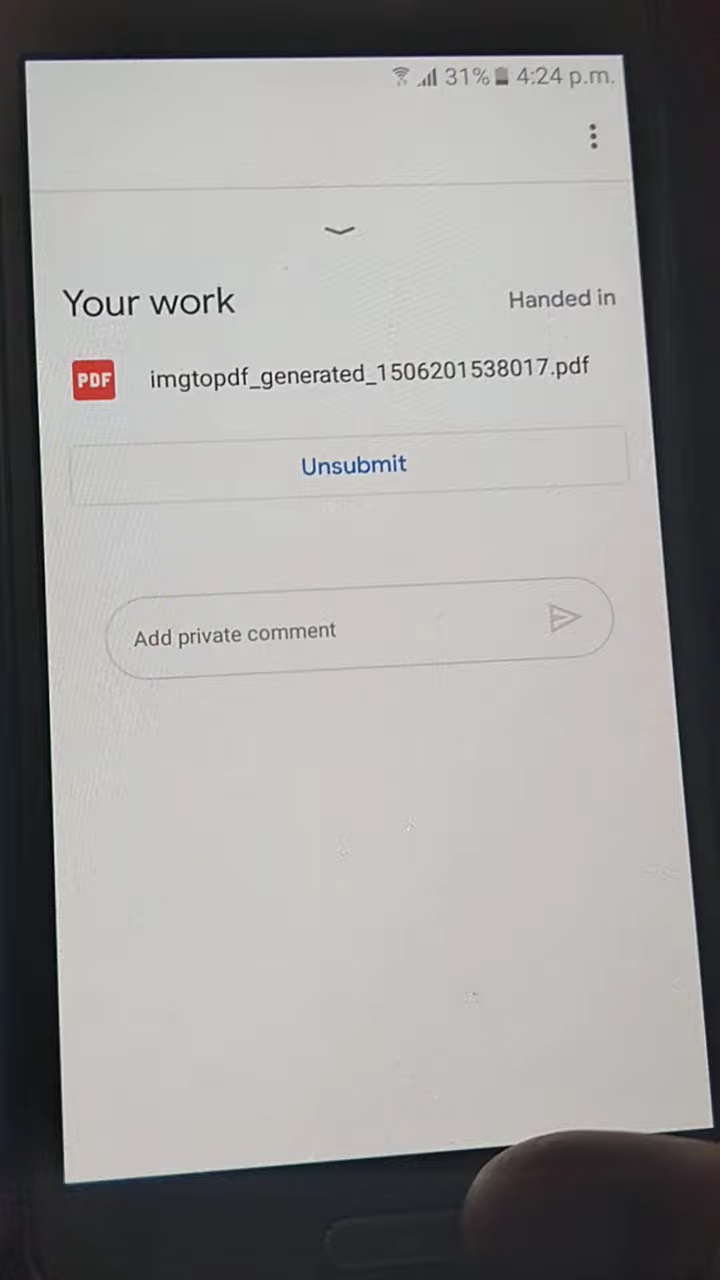 31% 4:24 p.m.
Your work
Handed in
PDF imgtopdf_generated_1506201538017.pdf
Unsubmit
Add private comment